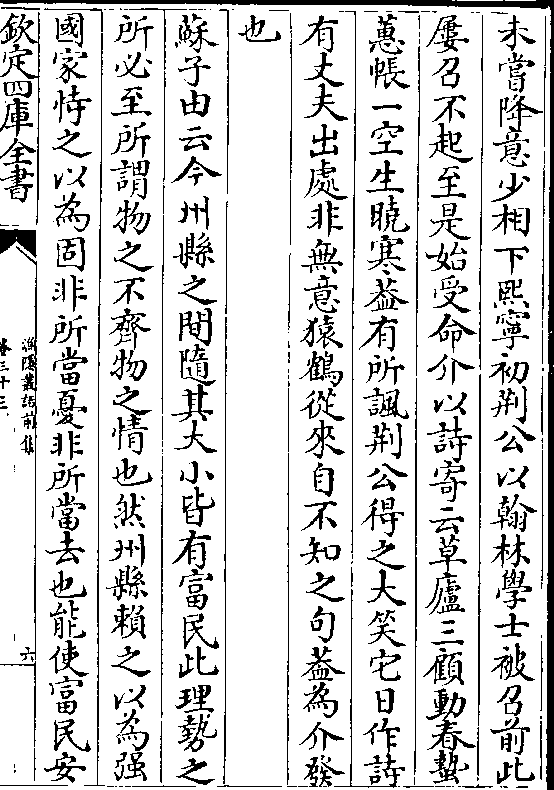 未嘗降意少相下熙寧初荆公以翰林學士被召前此
屢召不起至是始受命介以詩寄云草廬三顧動春蟄
蕙帳一空生曉寒葢有所諷荆公得之大笑它日作詩
有丈夫出處非無意猿鶴從來自不知之句葢為介發
也
蘇子由云今州縣之間隨其大小皆有富民此理勢之
所必至所謂物之不齊物之情也然州縣賴之以為强
國家恃之以為固非所當憂非所當去也能使富民安
欽定四庫全書
漁隱叢話前集
卷三十三
六